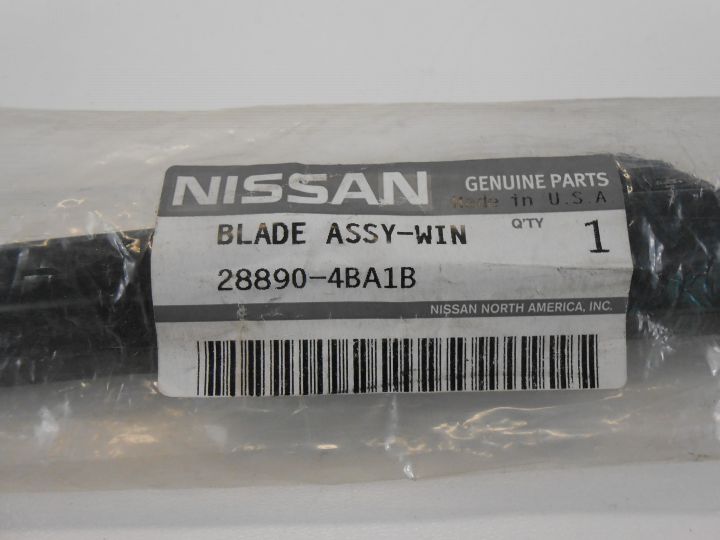 NISSAN GENUINE PARTS
Made in U.S.A
BLADE ASSY-WIN Q'TY 1
28890-4BA1B
NISSAN NORTH AMERICA, INC.